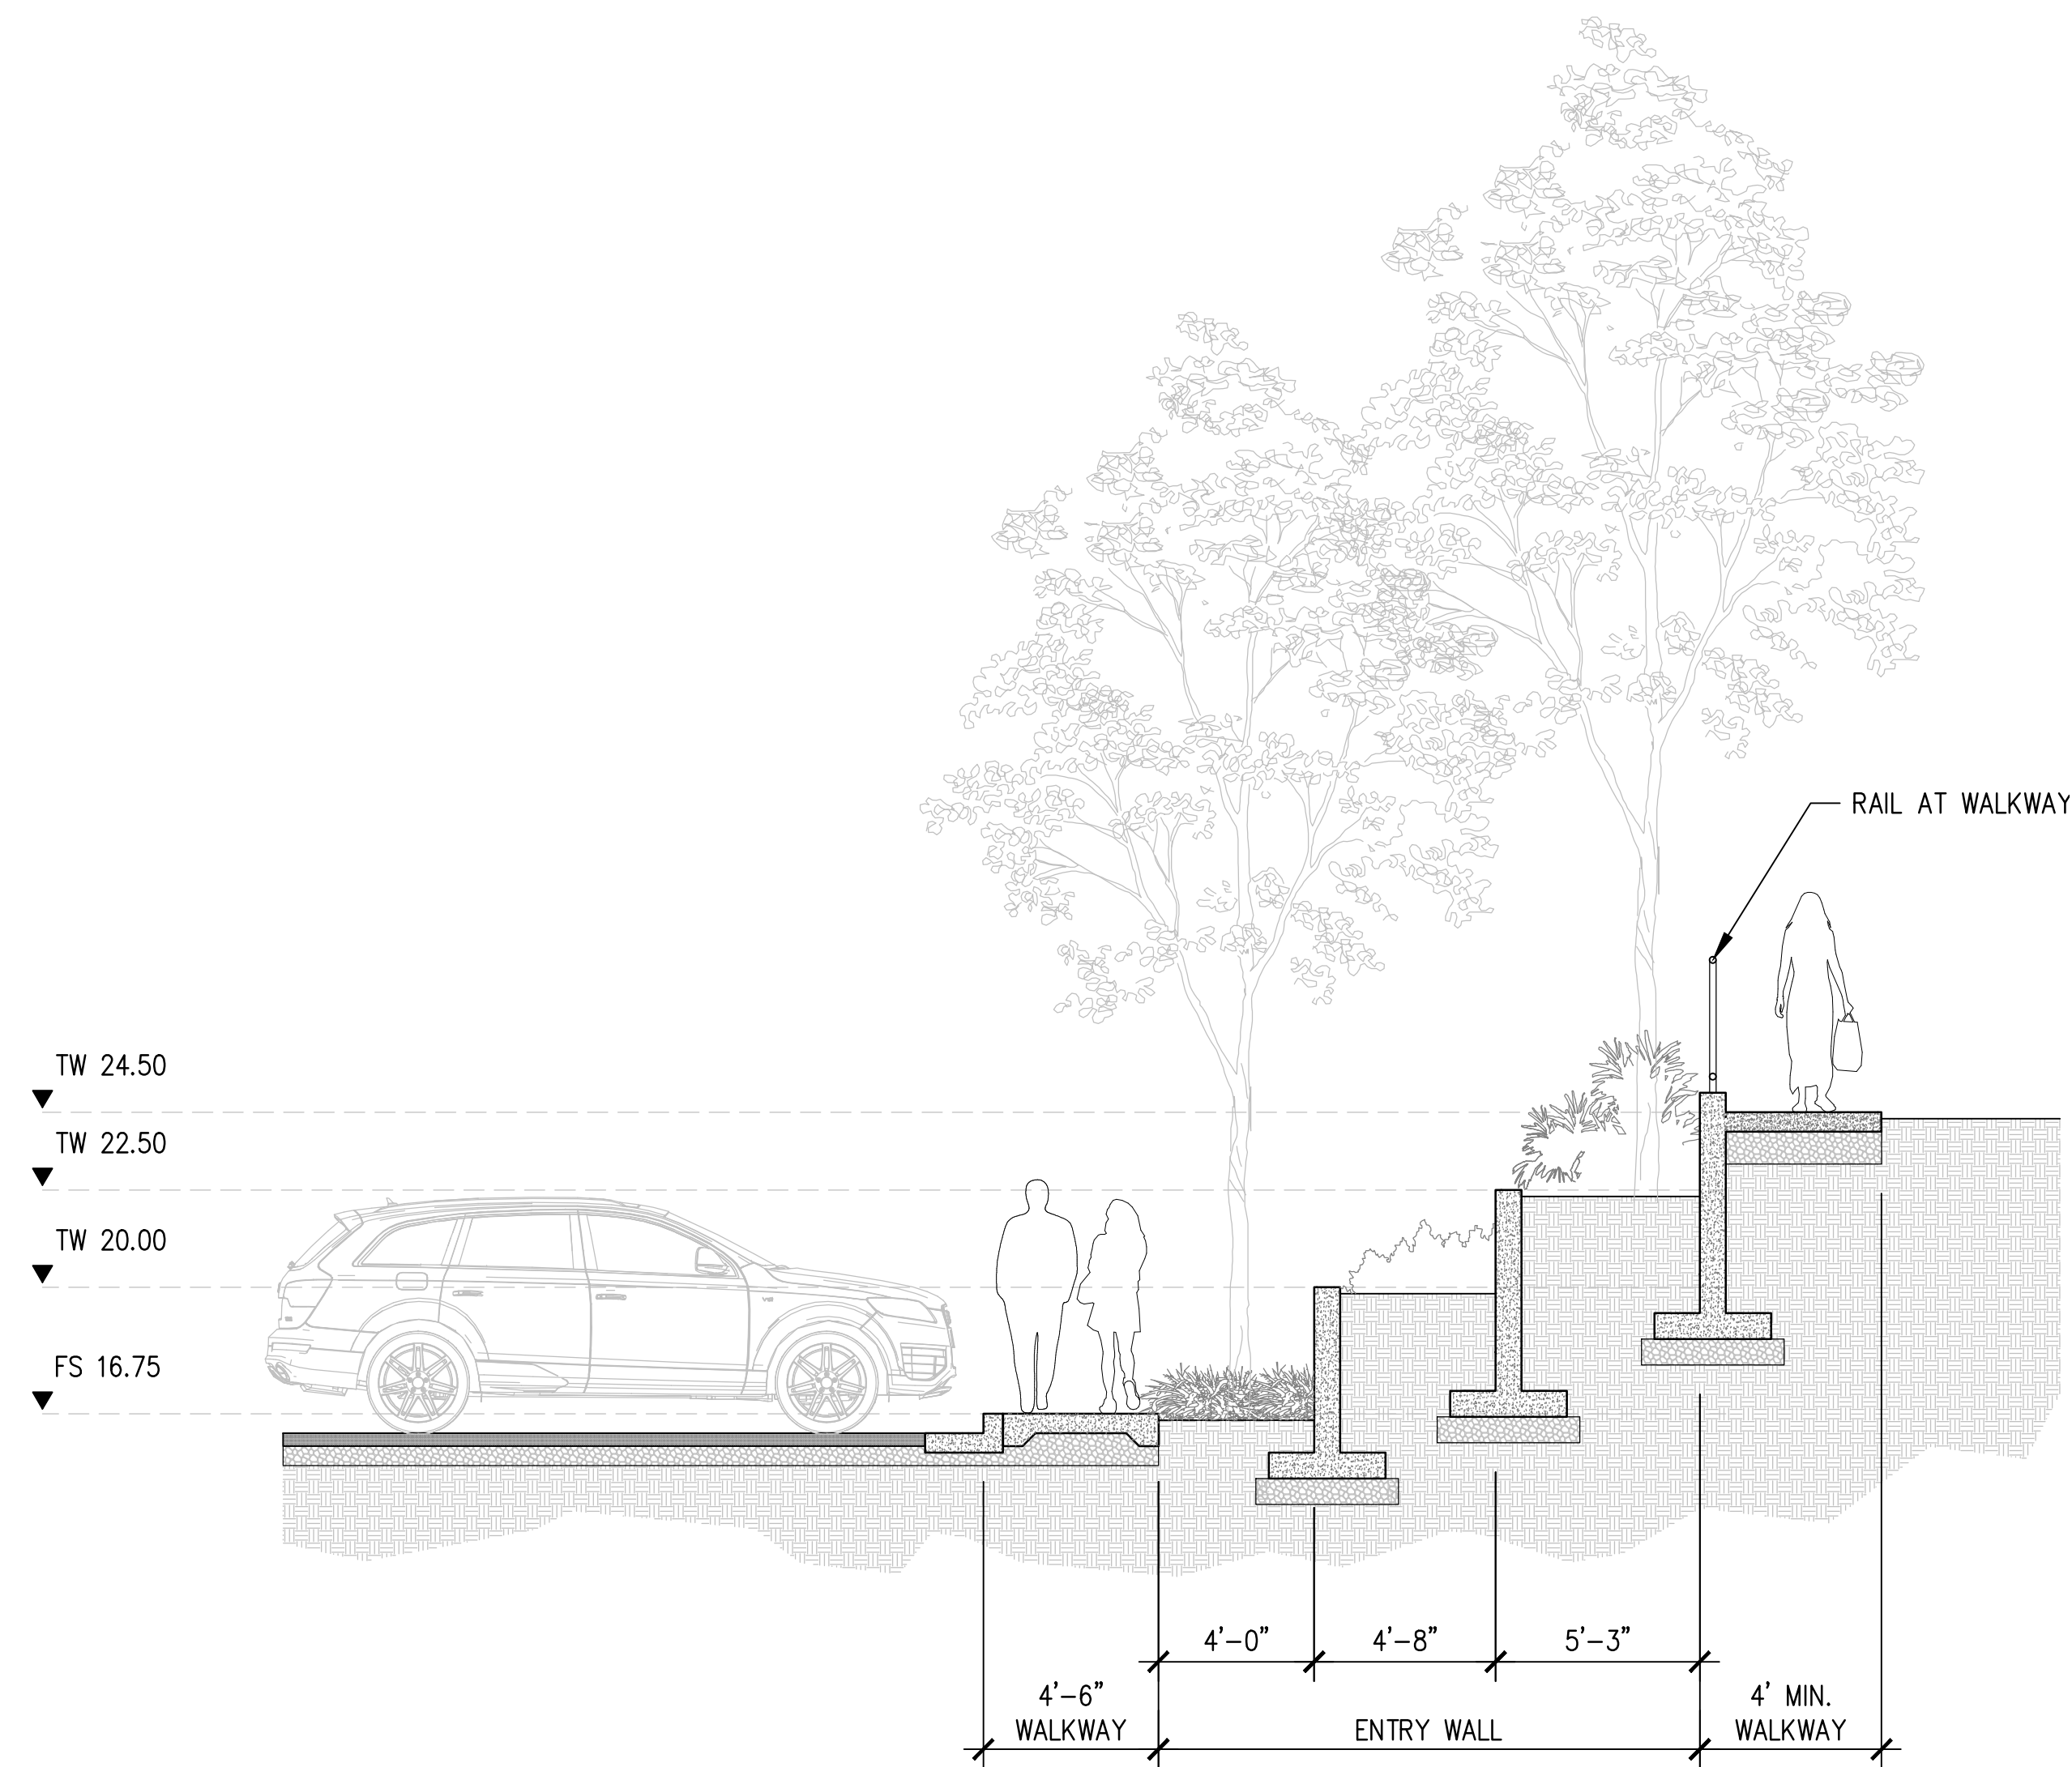 RAIL AT WALKWAY
TW 24.50
TW 22.50
TW 20.00
FS 16.75
4'-0"
4'-8"
5'-3"
4'-6"
WALKWAY
ENTRY WALL
4' MIN.
WALKWAY